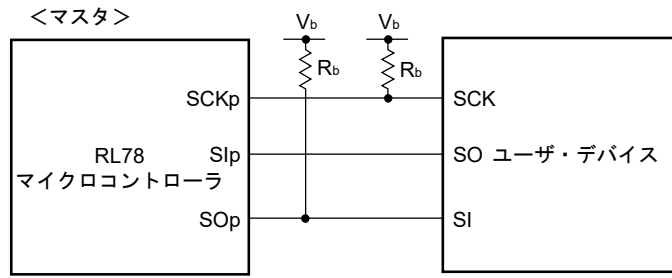 <マスタ>
Vb
Vb
Rb
Rb
SCKp
SCK
RL78
マイクロコントローラ
SIp
SO ユーザ・デバイス
SOp
SI